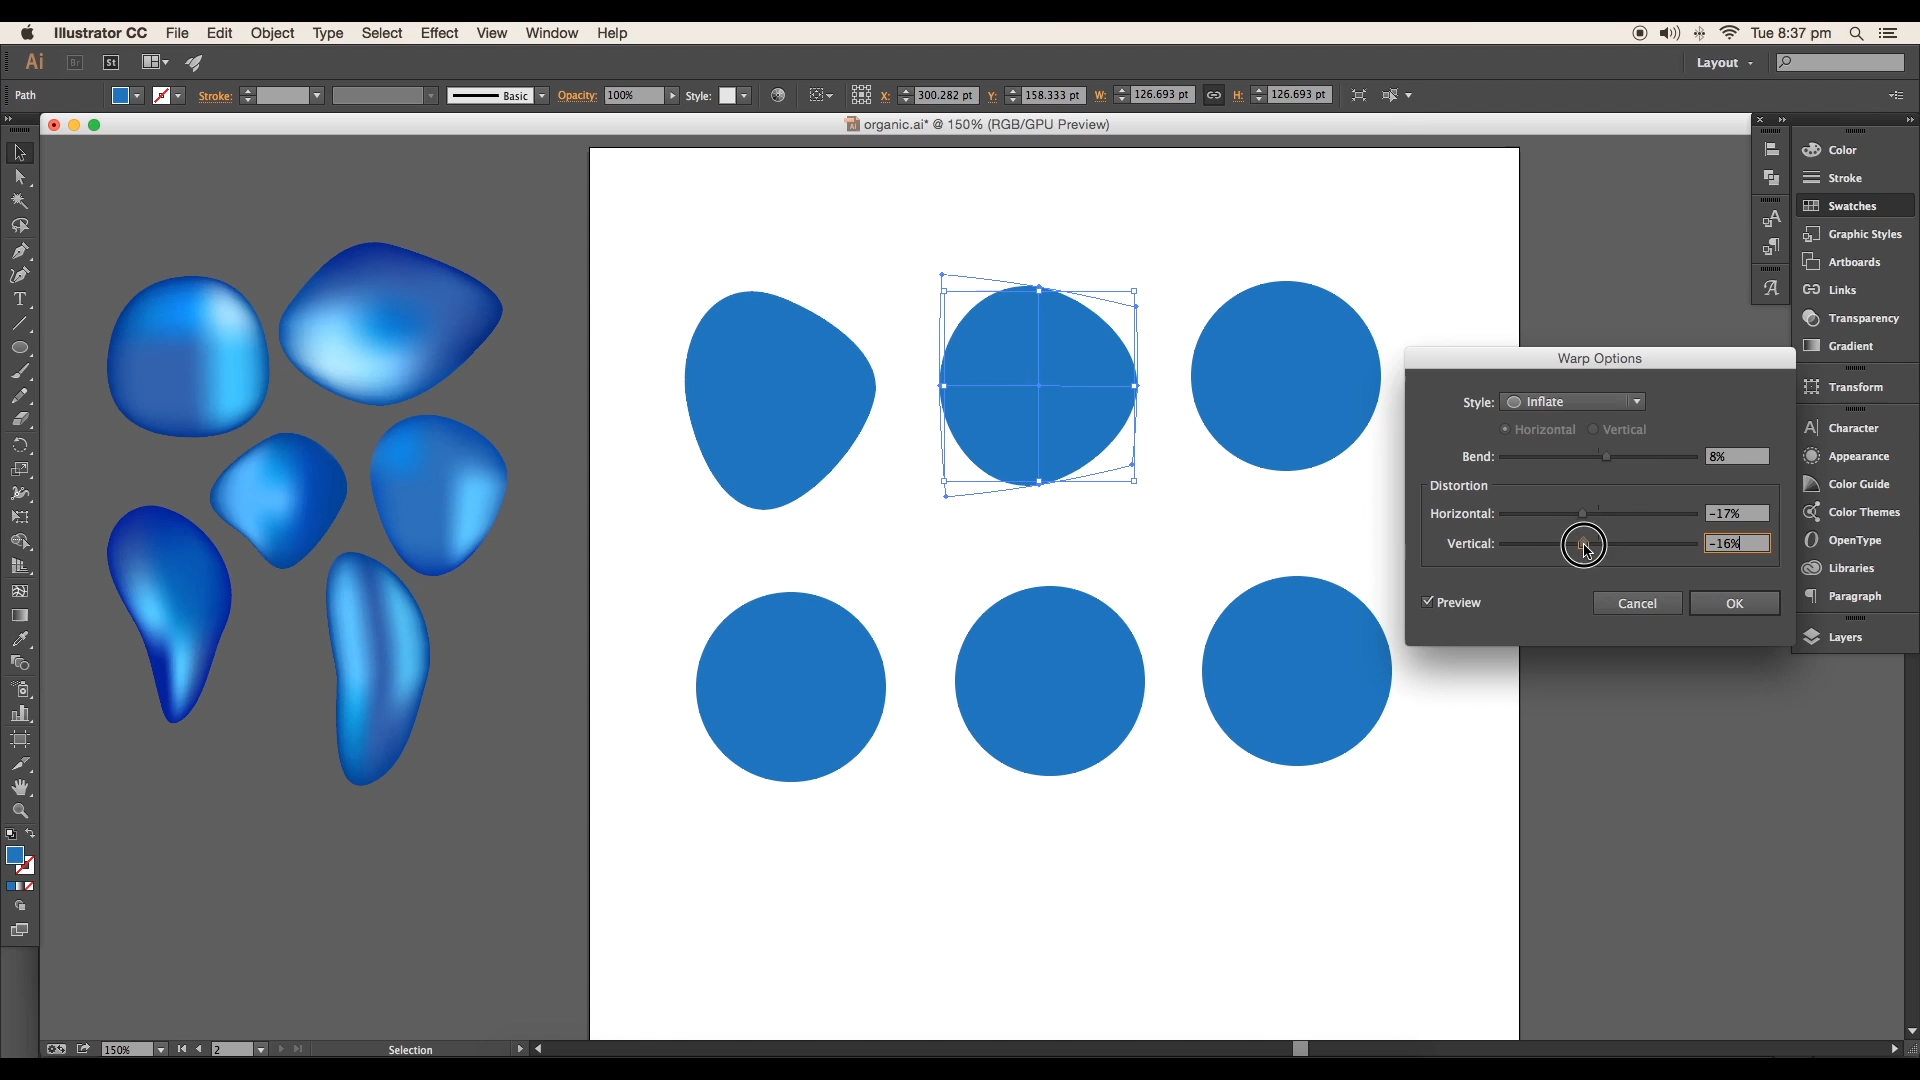 Illustrator CC File Edit Object Type Select Effect View Window Help Tue 8:37 pm
Ai Br St Layout
Path Stroke: Basic Opacity: 100% Style: X: 300.282 pt Y: 158.333 pt W: 126.693 pt H: 126.693 pt
organic.ai* @ 150% (RGB/GPU Preview)
Color
Stroke
Swatches
Graphic Styles
Artboards
Links
Transparency
Gradient
Transform
Character
Appearance
Color Guide
Color Themes
OpenType
Libraries
Paragraph
Layers
Warp Options
Style: Inflate
Horizontal Vertical
Bend: 8%
Distortion
Horizontal: -17%
Vertical: -16%
Preview Cancel OK
150% 2 Selection